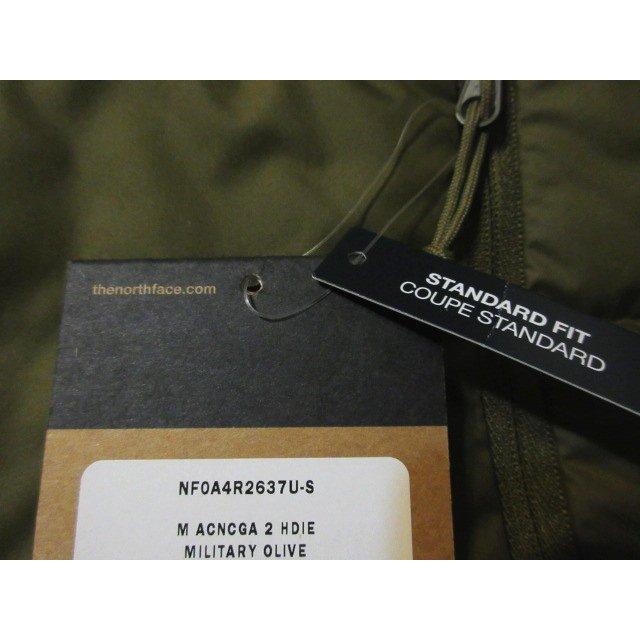 thenorthface.com
STANDARD FIT
COUPE STANDARD
NF0A4R2637U-S
M ACNCGA 2 HDIE
MILITARY OLIVE